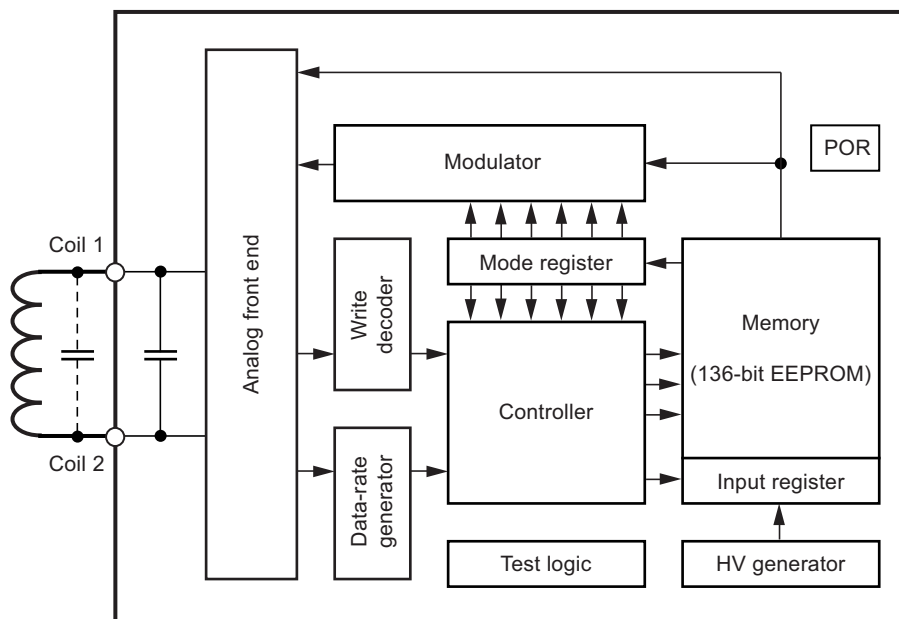 POR
Modulator
Coil 1
Analog front end
Write
decoder
Mode register
Memory
(136-bit EEPROM)
Controller
Coil 2
Data-rate
generator
Input register
Test logic
HV generator